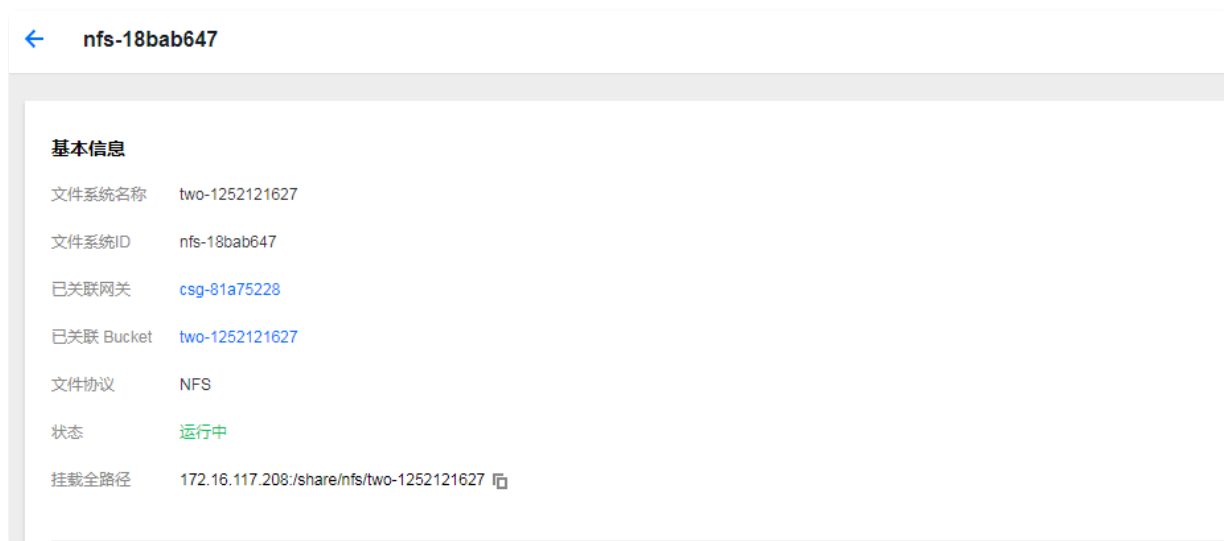 nfs-18bab647
基本信息
文件系统名称 two-1252121627
文件系统ID nfs-18bab647
已关联网关 csg-81a75228
已关联 Bucket two-1252121627
文件协议 NFS
状态 运行中
挂载全路径 172.16.117.208:/share/nfs/two-1252121627